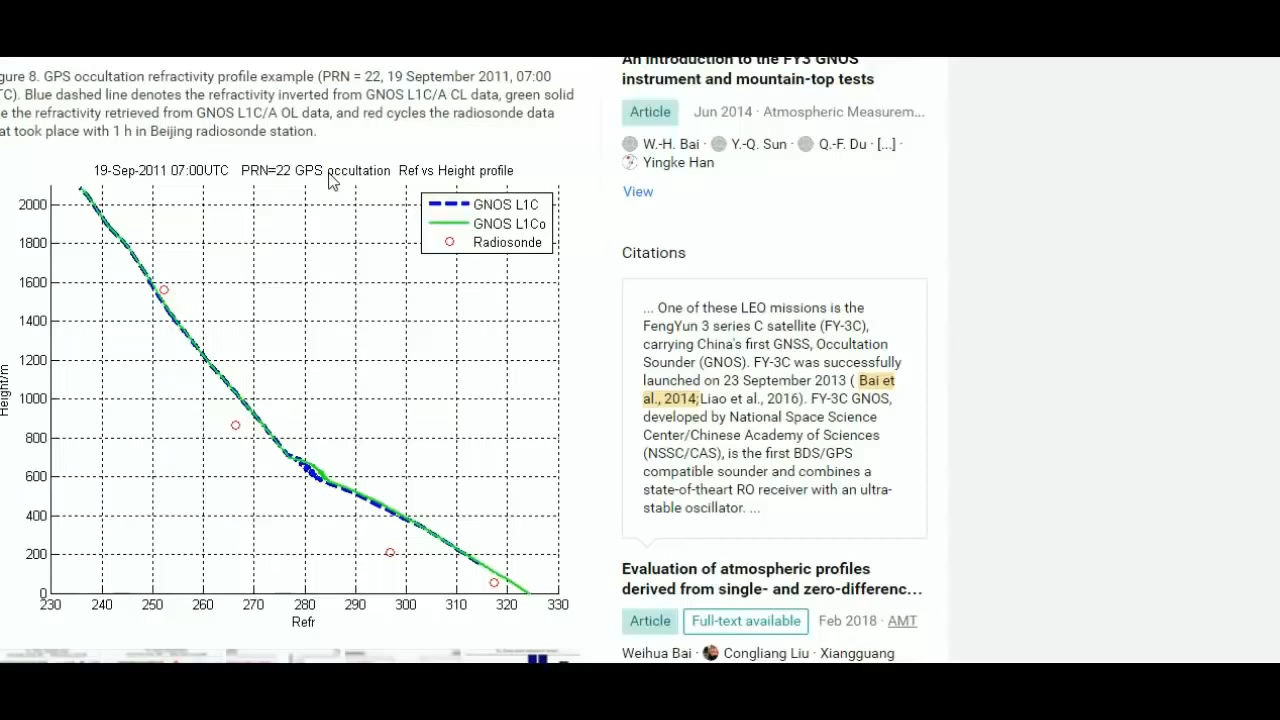 gure 8. GPS occultation refractivity profile example (PRN = 22, 19 September 2011, 07:00
TC). Blue dashed line denotes the refractivity inverted from GNOS L1C/A CL data, green solid
e the refractivity retrieved from GNOS L1C/A OL data, and red cycles the radiosonde data
at took place with 1 h in Beijing radiosonde station.
19-Sep-2011 07:00UTC PRN=22 GPS occultation Ref vs Height profile
GNOS L1C
GNOS L1Co
Radiosonde
2000
1800
1600
1400
1200
1000
800
600
400
200
0
Height/m
230 240 250 260 270 280 290 300 310 320 330
Refr
An introduction to the FY3 GNOS
instrument and mountain-top tests
Article Jun 2014 · Atmospheric Measurem...
W.-H. Bai · Y.-Q. Sun · Q.-F. Du · [...] ·
Yingke Han
View
Citations
... One of these LEO missions is the
FengYun 3 series C satellite (FY-3C),
carrying China's first GNSS, Occultation
Sounder (GNOS). FY-3C was successfully
launched on 23 September 2013 ( Bai et
al., 2014;Liao et al., 2016). FY-3C GNOS,
developed by National Space Science
Center/Chinese Academy of Sciences
(NSSC/CAS), is the first BDS/GPS
compatible sounder and combines a
state-of-theart RO receiver with an ultra-
stable oscillator. ...
Evaluation of atmospheric profiles
derived from single- and zero-differenc...
Article Full-text available Feb 2018 · AMT
Weihua Bai · Congliang Liu · Xiangguang